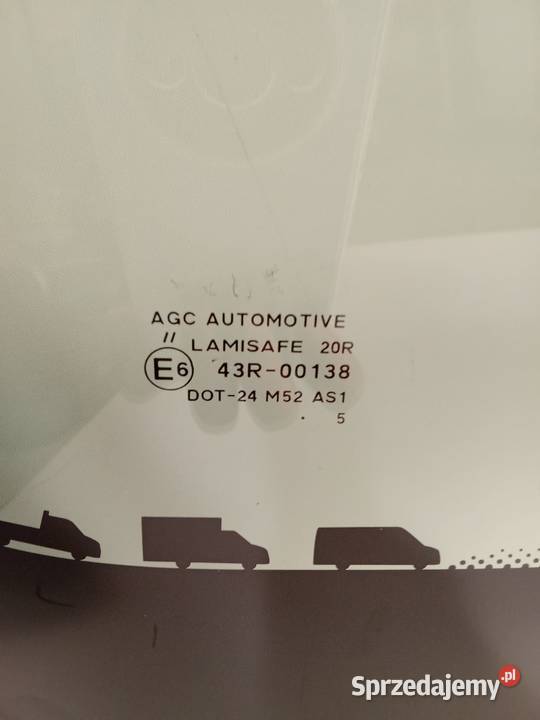 AGC AUTOMOTIVE
// LAMISAFE 20R
E6 43R-00138
DOT-24 M52 AS1
. 5
Sprzedajemy.pl